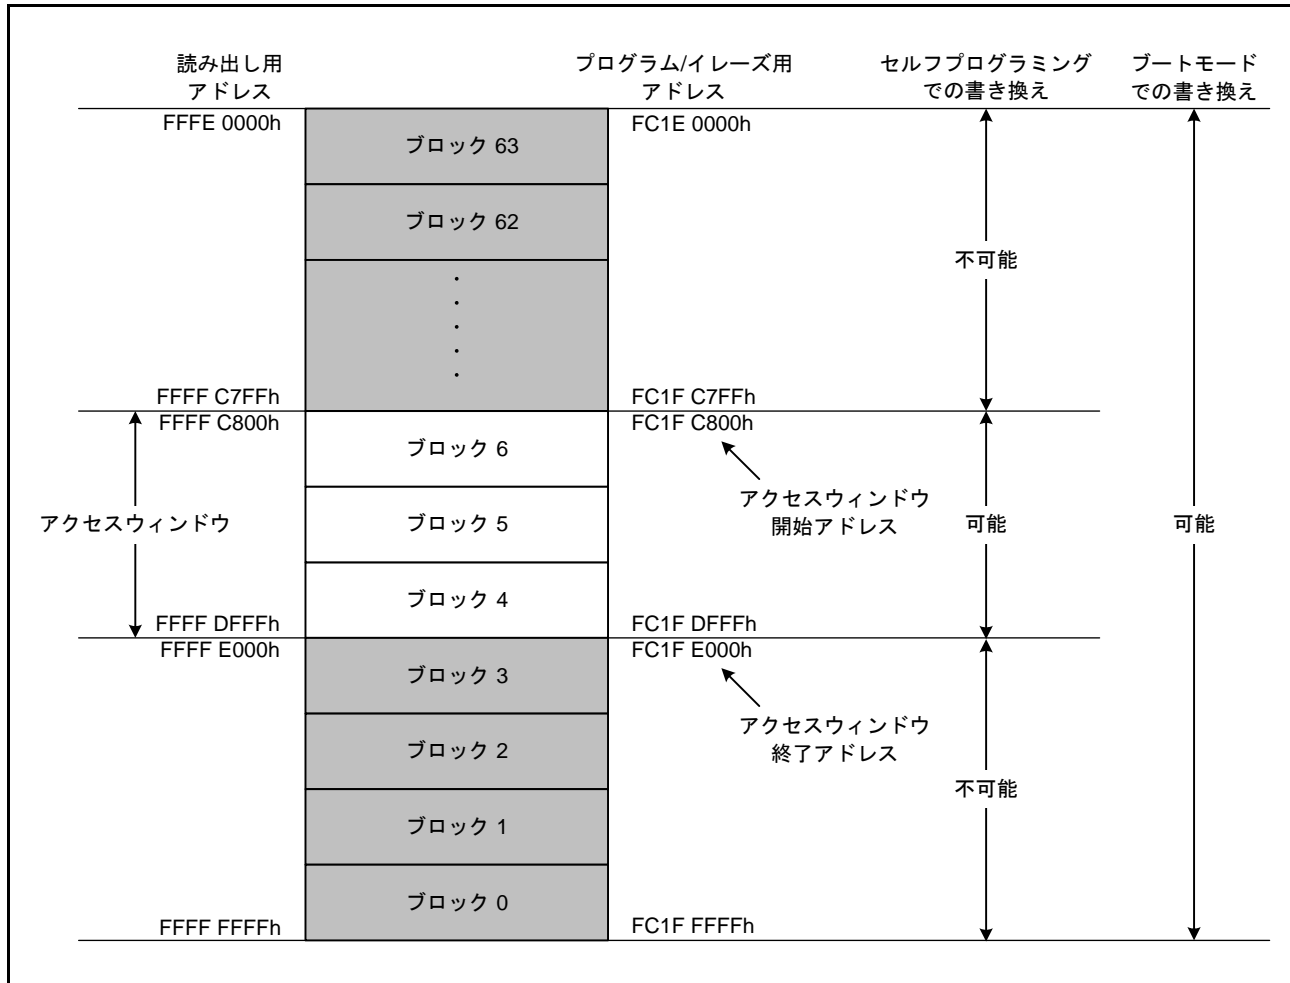 読み出し用
アドレス
プログラム/イレーズ用
アドレス
セルフプログラミング
での書き換え
ブートモード
での書き換え
FFFE 0000h
FC1E 0000h
ブロック 63
ブロック 62
不可能
FFFF C7FFh
FC1F C7FFh
FFFF C800h
FC1F C800h
ブロック 6
アクセスウィンドウ
開始アドレス
アクセスウィンドウ
ブロック 5
可能
可能
ブロック 4
FFFF DFFFh
FC1F DFFFh
FFFF E000h
FC1F E000h
ブロック 3
アクセスウィンドウ
終了アドレス
ブロック 2
不可能
ブロック 1
ブロック 0
FFFF FFFFh
FC1F FFFFh